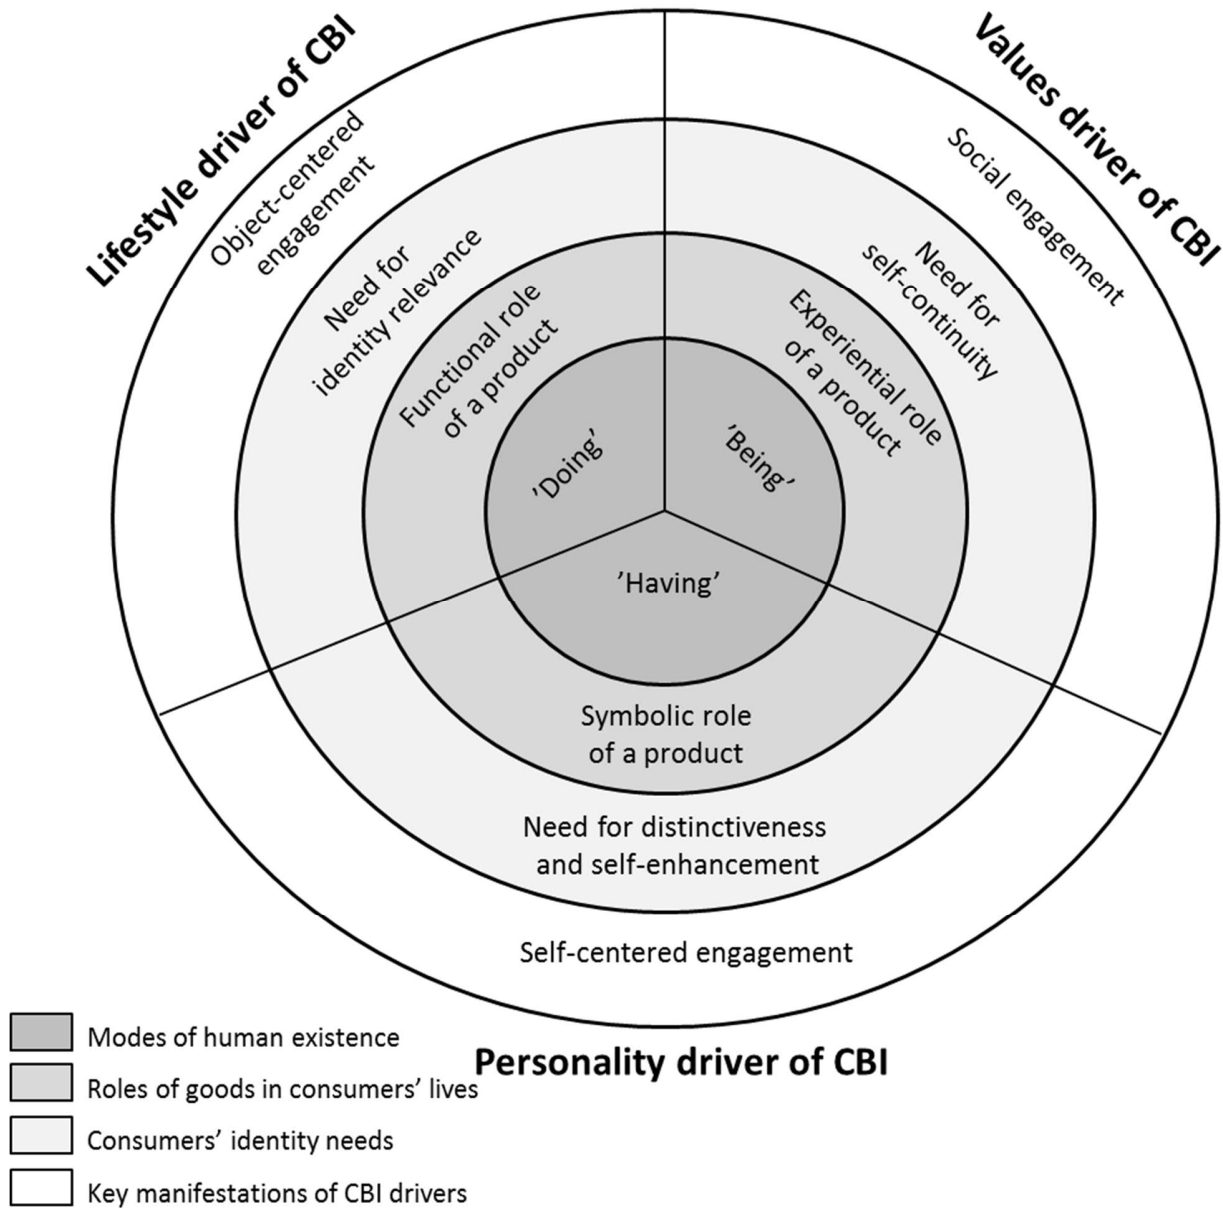 Lifestyle driver of CBI
Values driver of CBI
Object-centered
engagement
Social engagement
Need for
identity relevance
Need for
self-continuity
Functional role
of a product
Experiential role
of a product
’Doing’
’Being’
’Having’
Symbolic role
of a product
Need for distinctiveness
and self-enhancement
Self-centered engagement
Personality driver of CBI
Modes of human existence
Roles of goods in consumers’ lives
Consumers’ identity needs
Key manifestations of CBI drivers